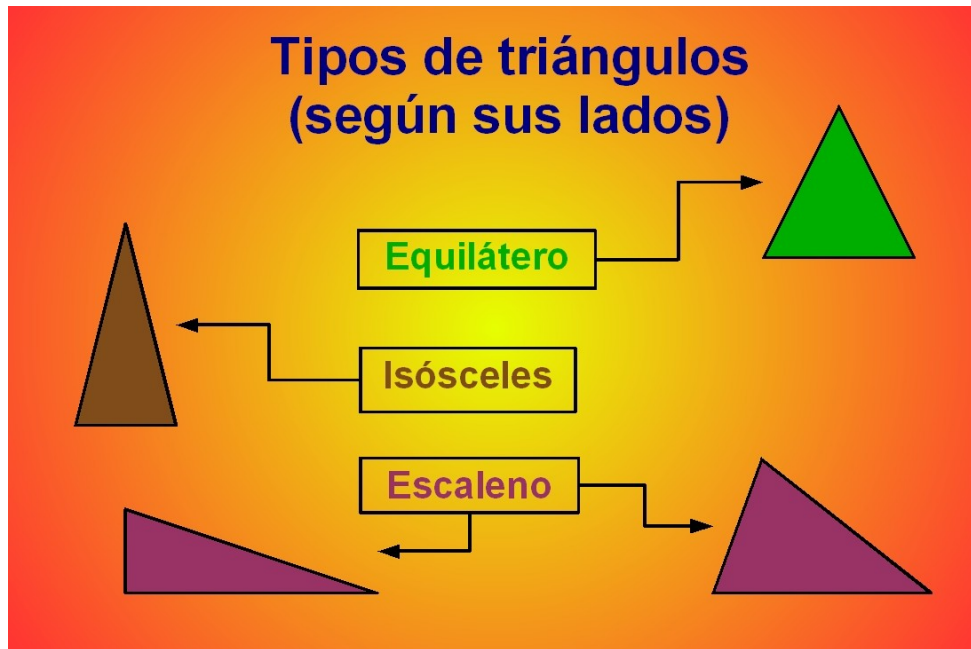 Tipos de triángulos
(según sus lados)
Equilátero
Isósceles
Escaleno